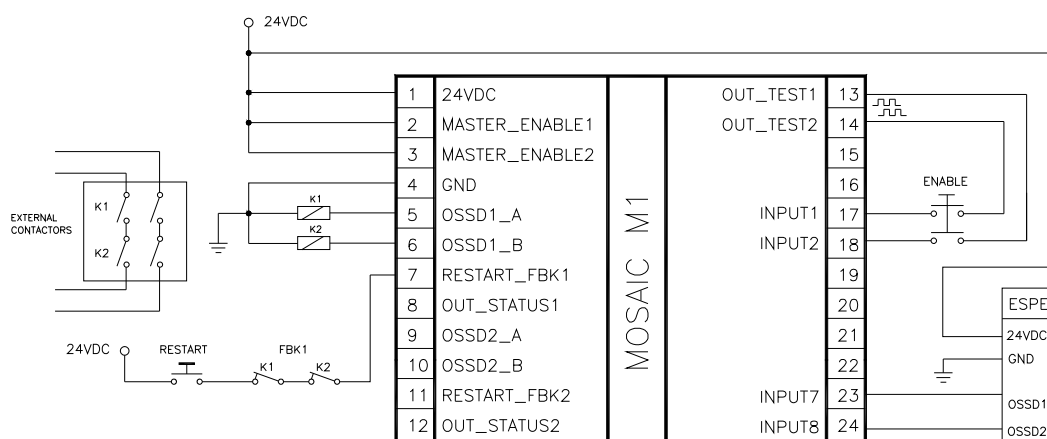 24VDC
1 24VDC
2 MASTER_ENABLE1
3 MASTER_ENABLE2
4 GND
5 OSSD1_A
6 OSSD1_B
7 RESTART_FBK1
8 OUT_STATUS1
9 OSSD2_A
10 OSSD2_B
11 RESTART_FBK2
12 OUT_STATUS2
MOSAIC M1
OUT_TEST1 13
OUT_TEST2 14
15
16
INPUT1 17
INPUT2 18
19
20
21
22
INPUT7 23
INPUT8 24
K1
K2
EXTERNAL
CONTACTORS
K1
K2
24VDC
RESTART
FBK1
K1
K2
ENABLE
ESPE
24VDC
GND
OSSD1
OSSD2